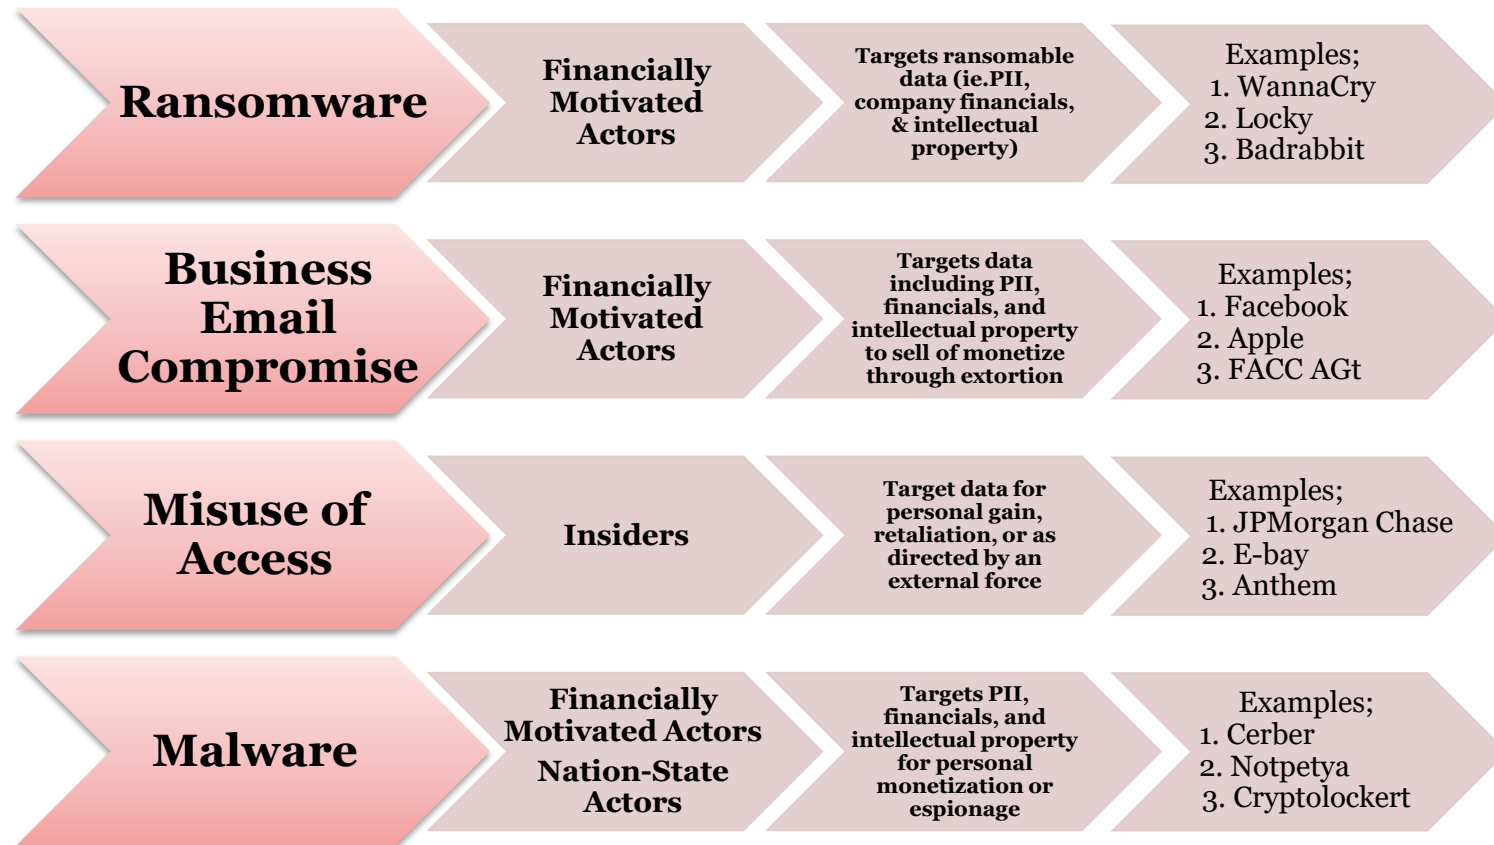 Ransomware
Financially
Motivated
Actors
Targets ransomable
data (ie.PII,
company financials,
& intellectual
property)
Examples;
1. WannaCry
2. Locky
3. Badrabbit
Business
Email
Compromise
Financially
Motivated
Actors
Targets data
including PII,
financials, and
intellectual property
to sell of monetize
through extortion
Examples;
1. Facebook
2. Apple
3. FACC AGt
Misuse of
Access
Insiders
Target data for
personal gain,
retaliation, or as
directed by an
external force
Examples;
1. JPMorgan Chase
2. E-bay
3. Anthem
Malware
Financially
Motivated Actors
Nation-State
Actors
Targets PII,
financials, and
intellectual property
for personal
monetization or
espionage
Examples;
1. Cerber
2. Notpetya
3. Cryptolockert